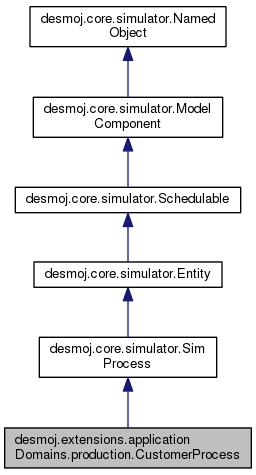 desmoj.core.simulator.Named
Object
desmoj.core.simulator.Model
Component
desmoj.core.simulator.Schedulable
desmoj.core.simulator.Entity
desmoj.core.simulator.Sim
Process
desmoj.extensions.application
Domains.production.CustomerProcess